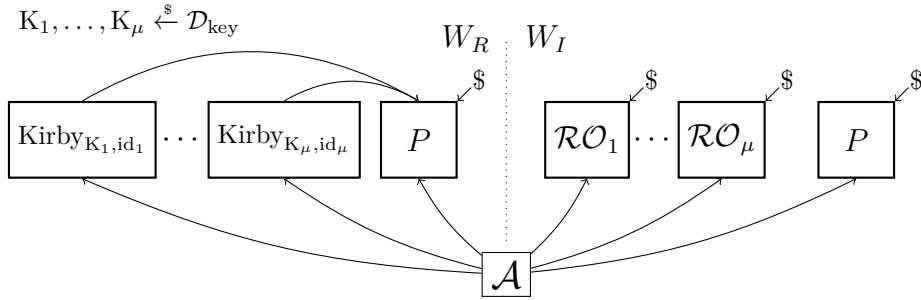 K₁, …, K_μ ←$ 𝒟_key
W_R W_I
$ $ $ $
Kirby_{K₁,id₁} ⋯ Kirby_{K_μ,id_μ} P ℛ𝒪₁ ⋯ ℛ𝒪_μ P
𝒜